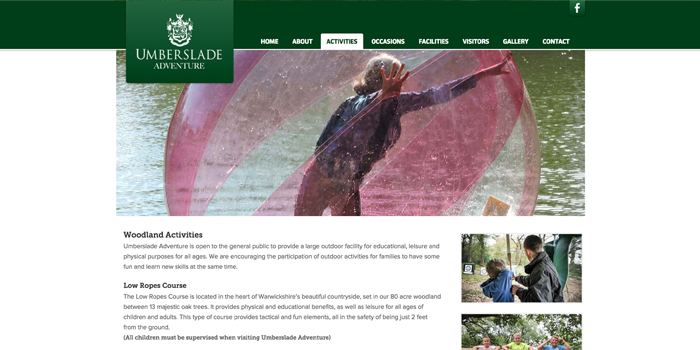 UMBERSLADE
ADVENTURE
HOME ABOUT ACTIVITIES OCCASIONS FACILITIES VISITORS GALLERY CONTACT
Woodland Activities
Umberslade Adventure is open to the general public to provide a large outdoor facility for educational, leisure and
physical purposes for all ages. We are encouraging the participation of outdoor activities for families to have some
fun and learn new skills at the same time.
Low Ropes Course
The Low Ropes Course is located in the heart of Warwickshire's beautiful countryside, set in our 80 acre woodland
between 13 majestic oak trees. It provides physical and educational benefits, as well as leisure for all ages of
children and adults. This type of course provides tactical and fun elements, all in the safety of being just 2 feet
from the ground.
(All children must be supervised when visiting Umberslade Adventure)